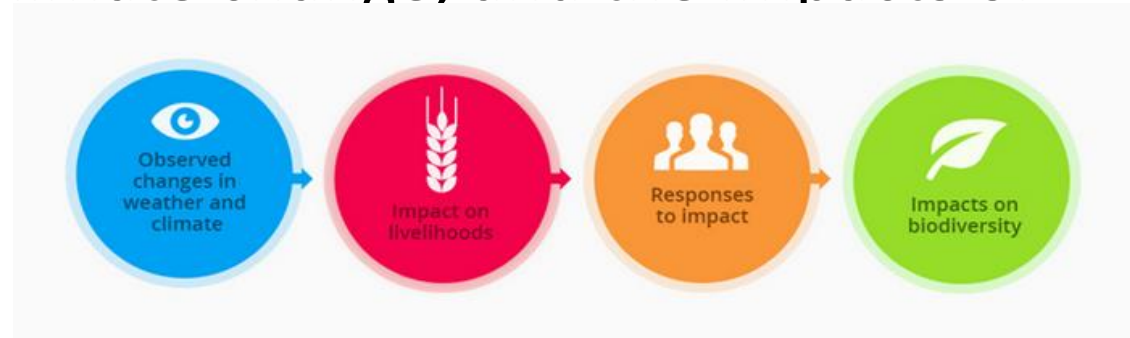 Observed
changes in
weather and
climate
Impact on
livelihoods
Responses
to impact
Impacts on
biodiversity